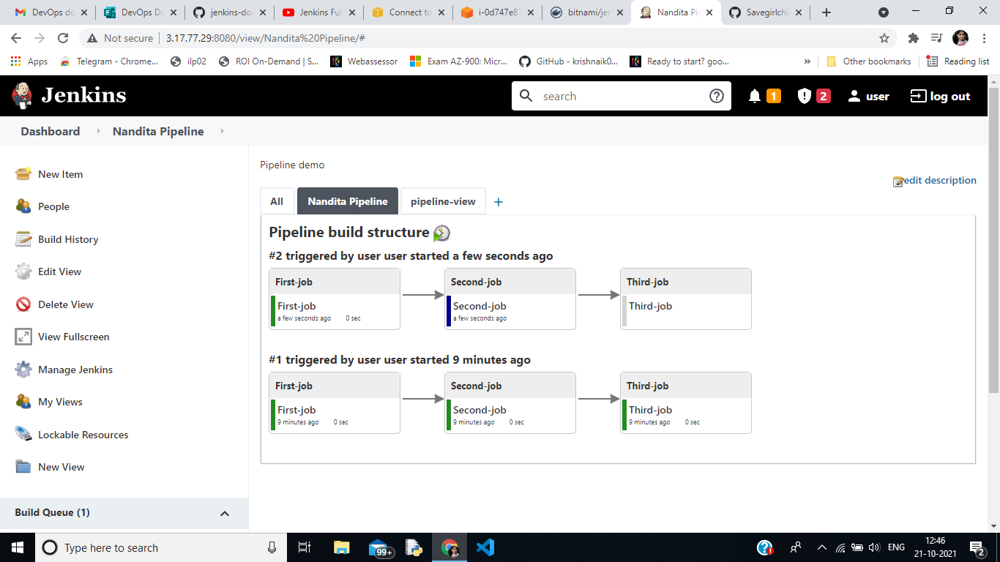 DevOps do
DevOps Do
jenkins-do
Jenkins Ful
Connect to
i-0d747e87
bitnami/jen
Nandita Pip
Savegirlchi
Not secure 3.17.77.29:8080/view/Nandita%20Pipeline/#
Apps Telegram - Chrome... ilp02 ROI On-Demand | S... Webassessor Exam AZ-900: Micr... GitHub - krishnaik0... Ready to start? goo... » Other bookmarks Reading list
Jenkins
search
1
2
user
log out
Dashboard
Nandita Pipeline
New Item
People
Build History
Edit View
Delete View
View Fullscreen
Manage Jenkins
My Views
Lockable Resources
New View
Build Queue (1)
Pipeline demo
edit description
All
Nandita Pipeline
pipeline-view
+
Pipeline build structure
#2 triggered by user user started a few seconds ago
First-job
First-job
a few seconds ago 0 sec
Second-job
Second-job
a few seconds ago
Third-job
Third-job
#1 triggered by user user started 9 minutes ago
First-job
First-job
9 minutes ago 0 sec
Second-job
Second-job
9 minutes ago 0 sec
Third-job
Third-job
9 minutes ago 0 sec
Type here to search
99+
ENG
12:46
21-10-2021
2